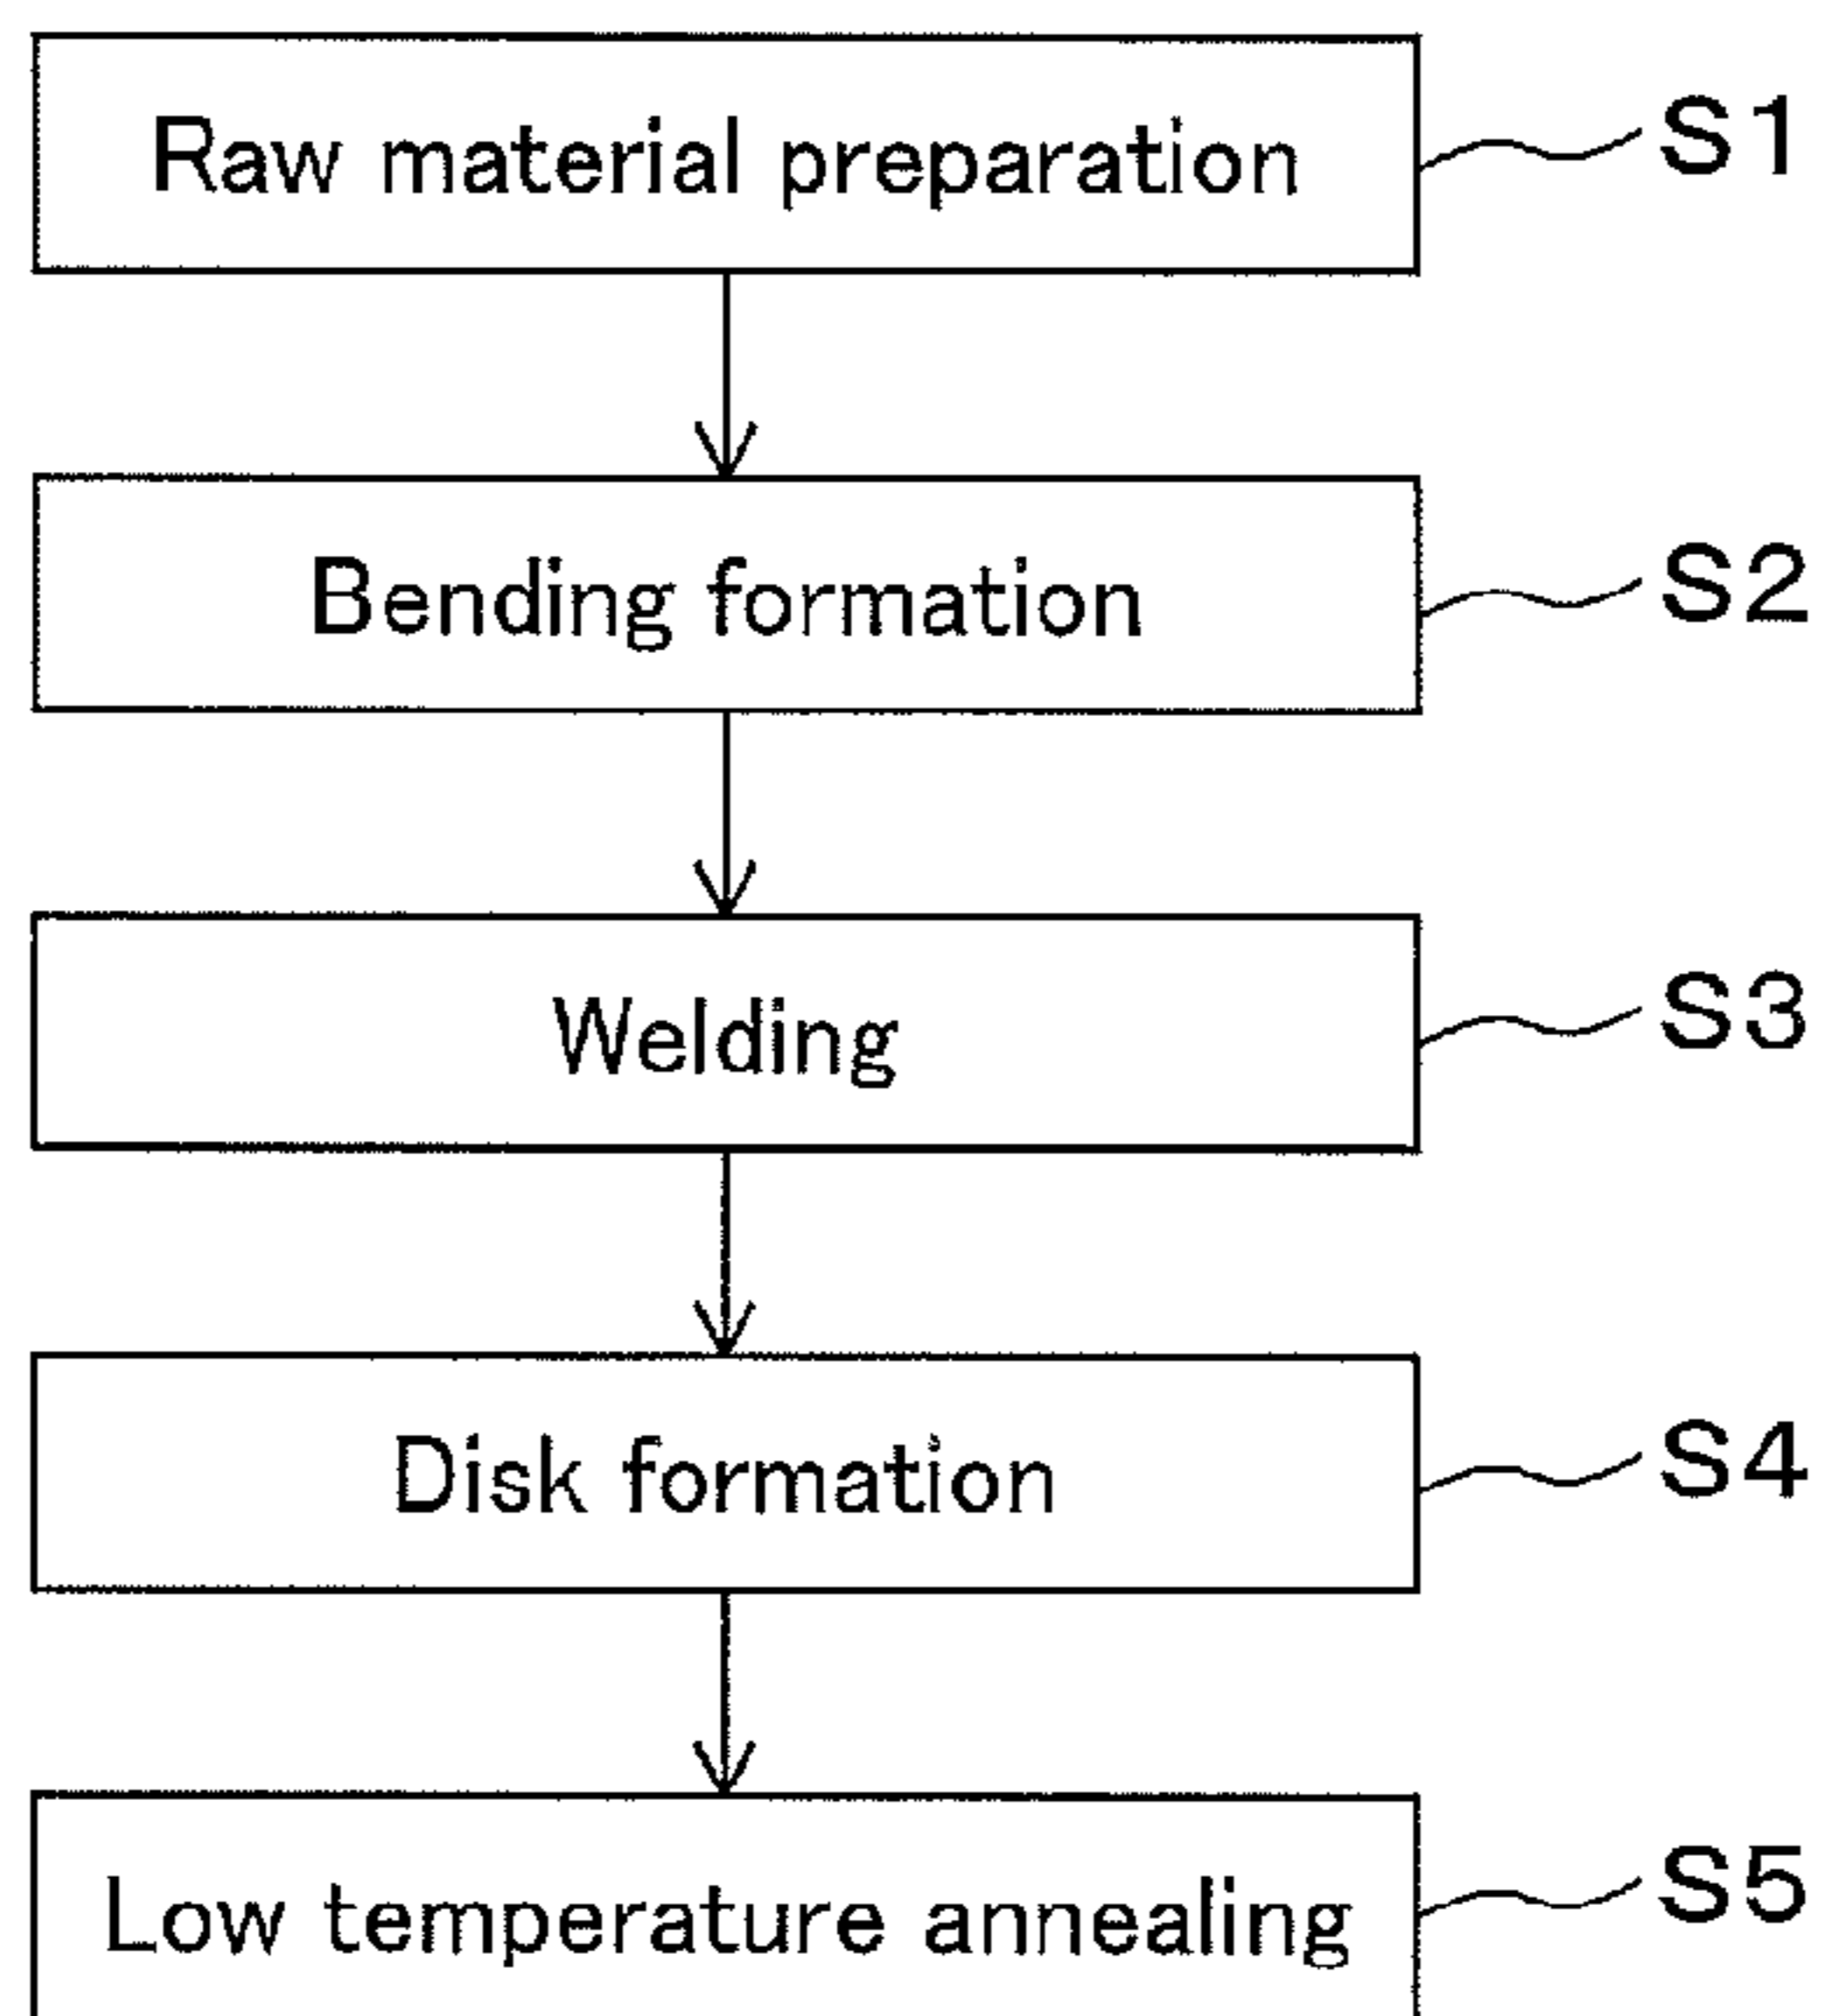 Raw material preparation S1
Bending formation S2
Welding S3
Disk formation S4
Low temperature annealing S5